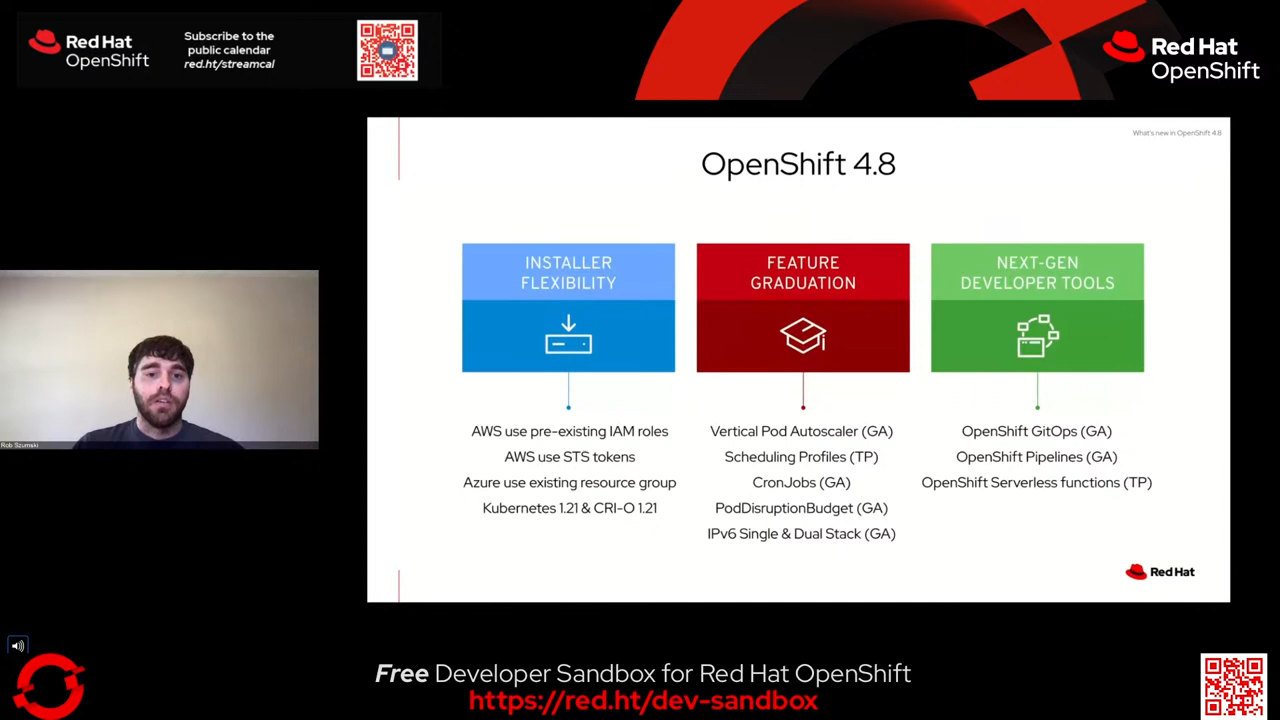 Red Hat
OpenShift
Subscribe to the
public calendar
red.ht/streamcal
Red Hat
OpenShift
What's new in OpenShift 4.8
OpenShift 4.8
INSTALLER
FLEXIBILITY
AWS use pre-existing IAM roles
AWS use STS tokens
Azure use existing resource group
Kubernetes 1.21 & CRI-O 1.21
FEATURE
GRADUATION
Vertical Pod Autoscaler (GA)
Scheduling Profiles (TP)
CronJobs (GA)
PodDisruptionBudget (GA)
IPv6 Single & Dual Stack (GA)
NEXT-GEN
DEVELOPER TOOLS
OpenShift GitOps (GA)
OpenShift Pipelines (GA)
OpenShift Serverless functions (TP)
Red Hat
Rob Szumski
Free Developer Sandbox for Red Hat OpenShift
https://red.ht/dev-sandbox